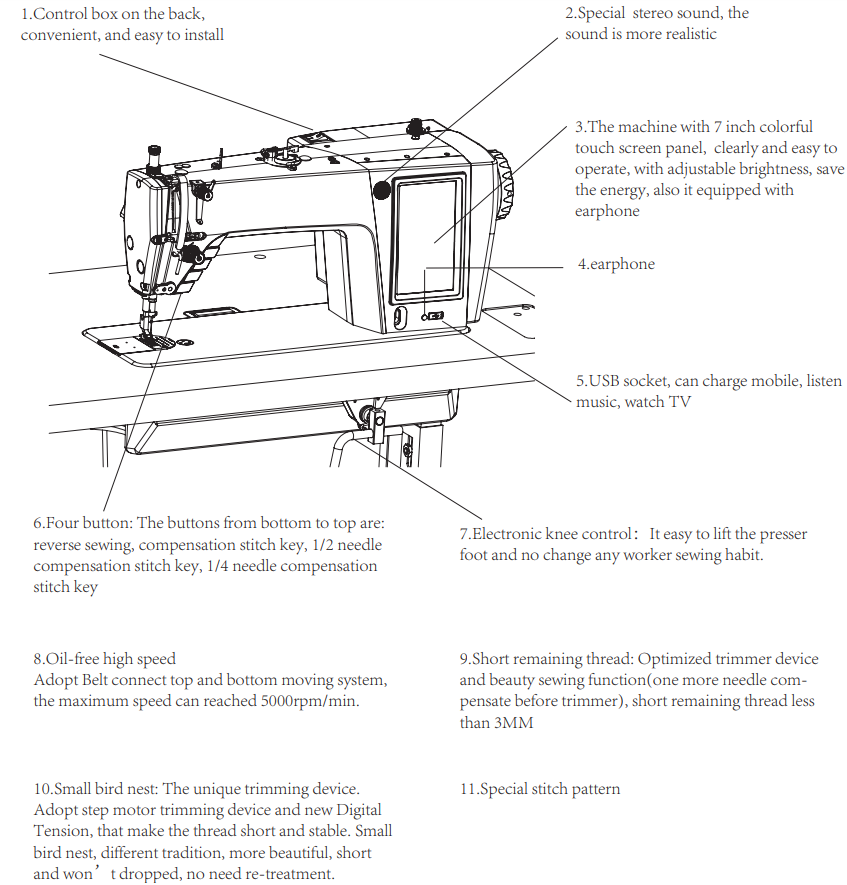 1.Control box on the back,
convenient, and easy to install
2.Special stereo sound, the
sound is more realistic
3.The machine with 7 inch colorful
touch screen panel, clearly and easy to
operate, with adjustable brightness, save
the energy, also it equipped with
earphone
4.earphone
5.USB socket, can charge mobile, listen
music, watch TV
6.Four button: The buttons from bottom to top are:
reverse sewing, compensation stitch key, 1/2 needle
compensation stitch key, 1/4 needle compensation
stitch key
7.Electronic knee control： It easy to lift the presser
foot and no change any worker sewing habit.
8.Oil-free high speed
Adopt Belt connect top and bottom moving system,
the maximum speed can reached 5000rpm/min.
9.Short remaining thread: Optimized trimmer device
and beauty sewing function(one more needle com-
pensate before trimmer), short remaining thread less
than 3MM
10.Small bird nest: The unique trimming device.
Adopt step motor trimming device and new Digital
Tension, that make the thread short and stable. Small
bird nest, different tradition, more beautiful, short
and won’t dropped, no need re-treatment.
11.Special stitch pattern